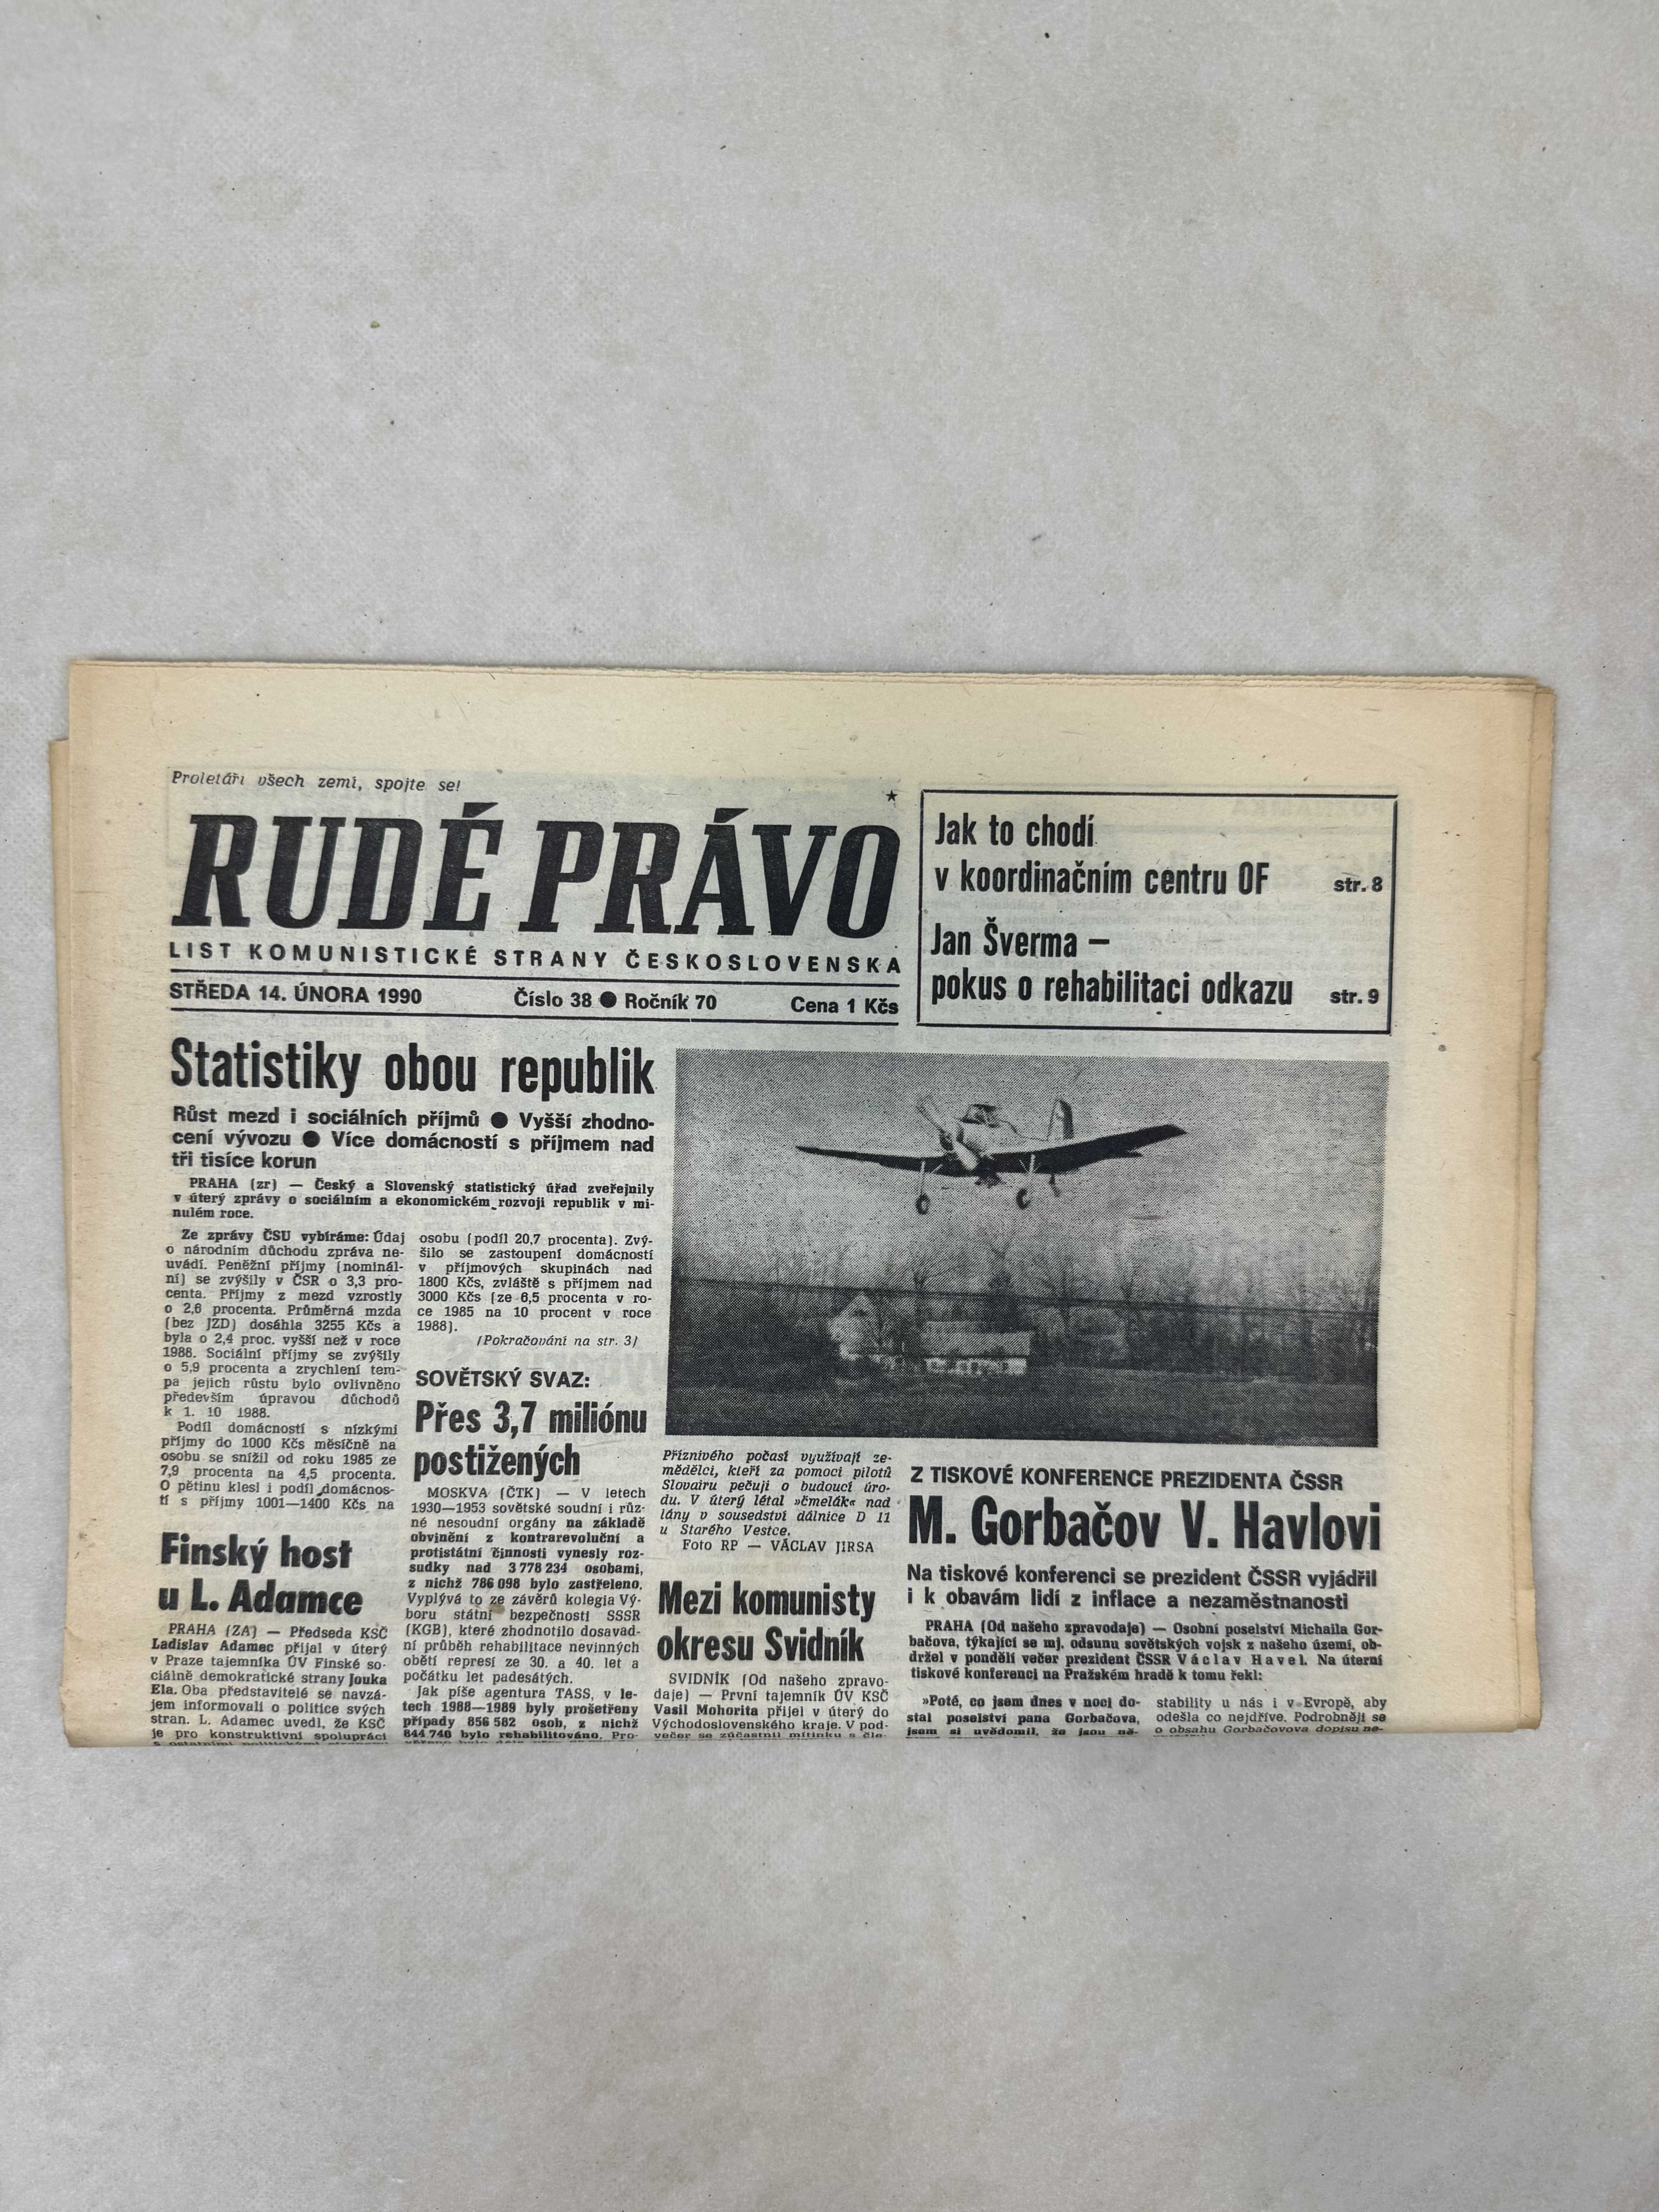 Proletáři všech zemí, spojte se!
RUDÉ PRÁVO
LIST KOMUNISTICKÉ STRANY ČESKOSLOVENSKA
STŘEDA 14. ÚNORA 1990 Číslo 38 ● Ročník 70 Cena 1 Kčs
Jak to chodí
v koordinačním centru OF str. 8
Jan Šverma —
pokus o rehabilitaci odkazu str. 9
Statistiky obou republik
Růst mezd i sociálních příjmů ● Vyšší zhodno-
cení vývozu ● Více domácností s příjmem nad
tři tisíce korun
PRAHA (zr) — Český a Slovenský statistický úřad zveřejnily
v úterý zprávy o sociálním a ekonomickém rozvoji republik v mi-
nulém roce.
Ze zprávy ČSU vybíráme: Údaj
o národním důchodu zpráva ne-
uvádí. Peněžní příjmy (nominál-
ní) se zvýšily v ČSR o 3,3 pro-
centa. Příjmy z mezd vzrostly
o 2,6 procenta. Průměrná mzda
(bez JZD) dosáhla 3255 Kčs a
byla o 2,4 proc. vyšší než v roce
1988. Sociální příjmy se zvýšily
o 5,9 procenta a zrychlení tem-
pa jejich růstu bylo ovlivněno
především úpravou důchodů
k 1. 10 1988.
Podíl domácností s nízkými
příjmy do 1000 Kčs měsíčně na
osobu se snížil od roku 1985 ze
7,9 procenta na 4,5 procenta.
O pětinu klesl i podíl domácnos-
tí s příjmy 1001—1400 Kčs na
osobu (podíl 20,7 procenta). Zvý-
šilo se zastoupení domácností
v příjmových skupinách nad
1800 Kčs, zvláště s příjmem nad
3000 Kčs (ze 6,5 procenta v ro-
ce 1985 na 10 procent v roce
1988).
(Pokračování na str. 3)
Finský host
u L. Adamce
PRAHA (ZA) — Předseda KSČ
Ladislav Adamec přijal v úterý
v Praze tajemníka ÚV Finské so-
ciálně demokratické strany Jouka
Ela. Oba představitelé se navzá-
jem informovali o politice svých
stran. L. Adamec uvedl, že KSČ
je pro konstruktivní spolupráci
s ostatními politickými stranami
SOVĚTSKÝ SVAZ:
Přes 3,7 miliónu
postižených
MOSKVA (ČTK) — V letech
1930—1953 sovětské soudní i růz-
né nesoudní orgány na základě
obvinění z kontrarevoluční a
protistátní činnosti vynesly roz-
sudky nad 3 778 234 osobami,
z nichž 786 098 bylo zastřeleno.
Vyplývá to ze závěrů kolegia Vý-
boru státní bezpečnosti SSSR
(KGB), které zhodnotilo dosavad-
ní průběh rehabilitace nevinných
obětí represí ze 30. a 40. let a
počátku let padesátých.
Jak píše agentura TASS, v le-
tech 1988—1989 byly prošetřeny
případy 856 582 osob, z nichž
844 740 bylo rehabilitováno. Pro-
Příznivého počasí využívají ze-
mědělci, kteří za pomoci pilotů
Slovairu pečují o budoucí úro-
du. V úterý létal »čmelák« nad
lány v sousedství dálnice D 11
u Starého Vestce.
Foto RP — VÁCLAV JIRSA
Mezi komunisty
okresu Svidník
SVIDNÍK (Od našeho zpravo-
daje) — První tajemník ÚV KSČ
Vasil Mohorita přijel v úterý do
Východoslovenského kraje. V pod-
večer se zúčastnil mítinku s čle-
Z TISKOVÉ KONFERENCE PREZIDENTA ČSSR
M. Gorbačov V. Havlovi
Na tiskové konferenci se prezident ČSSR vyjádřil
i k obavám lidí z inflace a nezaměstnanosti
PRAHA (Od našeho zpravodaje) — Osobní poselství Michaila Gor-
bačova, týkající se mj. odsunu sovětských vojsk z našeho území, ob-
držel v pondělí večer prezident ČSSR Václav Havel. Na úterní
tiskové konferenci na Pražském hradě k tomu řekl:
»Poté, co jsem dnes v noci do-
stal poselství pana Gorbačova,
jsem si uvědomil, že jsou ně-
stability u nás i v Evropě, aby
odešla co nejdříve. Podrobněji se
o obsahu Gorbačovova dopisu ne-